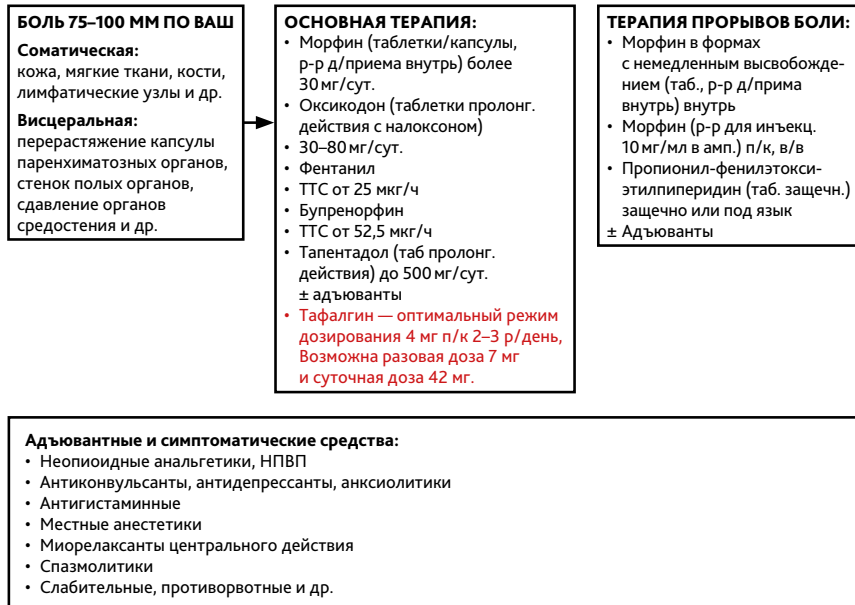 БОЛЬ 75–100 ММ ПО ВАШ
Соматическая:
кожа, мягкие ткани, кости,
лимфатические узлы и др.
Висцеральная:
перерастяжение капсулы
паренхиматозных органов,
стенок полых органов,
сдавление органов
средостения и др.
ОСНОВНАЯ ТЕРАПИЯ:
• Морфин (таблетки/капсулы,
р-р д/приема внутрь) более
30 мг/сут.
• Оксикодон (таблетки пролонг.
действия с налоксоном)
• 30–80 мг/сут.
• Фентанил
• ТТС от 25 мкг/ч
• Бупренорфин
• ТТС от 52,5 мкг/ч
• Тапентадол (таб пролонг.
действия) до 500 мг/сут.
± адъюванты
• Тафалгин — оптимальный режим
дозирования 4 мг п/к 2–3 р/день,
Возможна разовая доза 7 мг
и суточная доза 42 мг.
ТЕРАПИЯ ПРОРЫВОВ БОЛИ:
• Морфин в формах
с немедленным высвобожде-
нием (таб., р-р д/прима
внутрь) внутрь
• Морфин (р-р для инъекц.
10 мг/мл в амп.) п/к, в/в
• Пропионил-фенилэтокси-
этилпиперидин (таб. защечн.)
защечно или под язык
± Адъюванты
Адъювантные и симптоматические средства:
• Неопиоидные анальгетики, НПВП
• Антиконвульсанты, антидепрессанты, анксиолитики
• Антигистаминные
• Местные анестетики
• Миорелаксанты центрального действия
• Спазмолитики
• Слабительные, противорвотные и др.